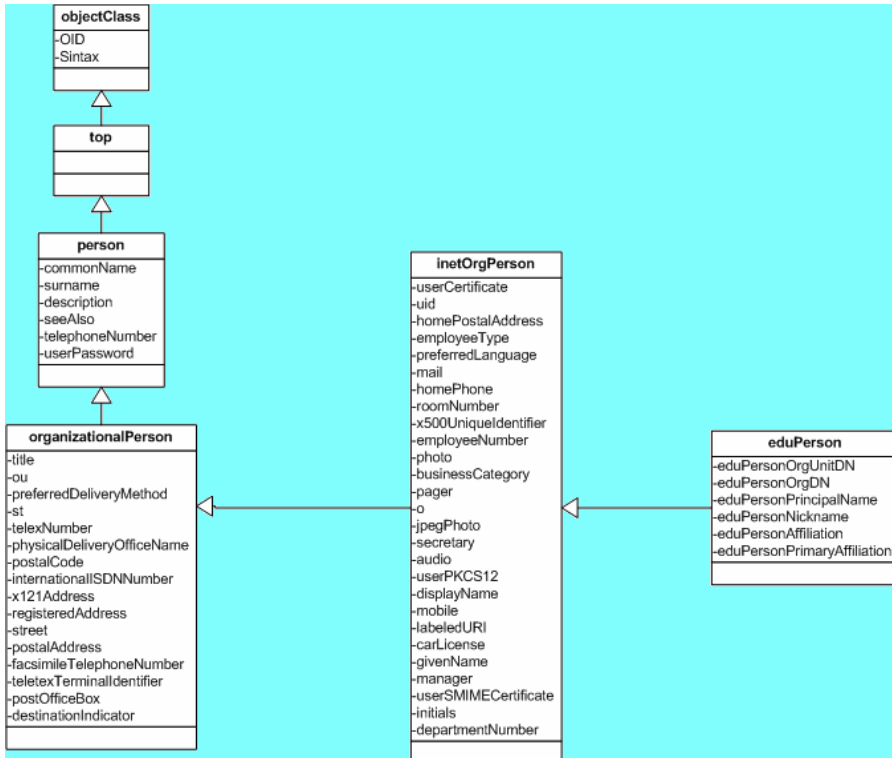 objectClass
-OID
-Sintax
top
person
-commonName
-surname
-description
-seeAlso
-telephoneNumber
-userPassword
organizationalPerson
-title
-ou
-preferredDeliveryMethod
-st
-telexNumber
-physicalDeliveryOfficeName
-postalCode
-internationalISDNNumber
-x121Address
-registeredAddress
-street
-postalAddress
-facsimileTelephoneNumber
-teletexTerminalIdentifier
-postOfficeBox
-destinationIndicator
inetOrgPerson
-userCertificate
-uid
-homePostalAddress
-employeeType
-preferredLanguage
-mail
-homePhone
-roomNumber
-x500UniqueIdentifier
-employeeNumber
-photo
-businessCategory
-pager
-o
-jpegPhoto
-secretary
-audio
-userPKCS12
-displayName
-mobile
-labeledURI
-carLicense
-givenName
-manager
-userSMIMECertificate
-initials
-departmentNumber
eduPerson
-eduPersonOrgUnitDN
-eduPersonOrgDN
-eduPersonPrincipalName
-eduPersonNickname
-eduPersonAffiliation
-eduPersonPrimaryAffiliation